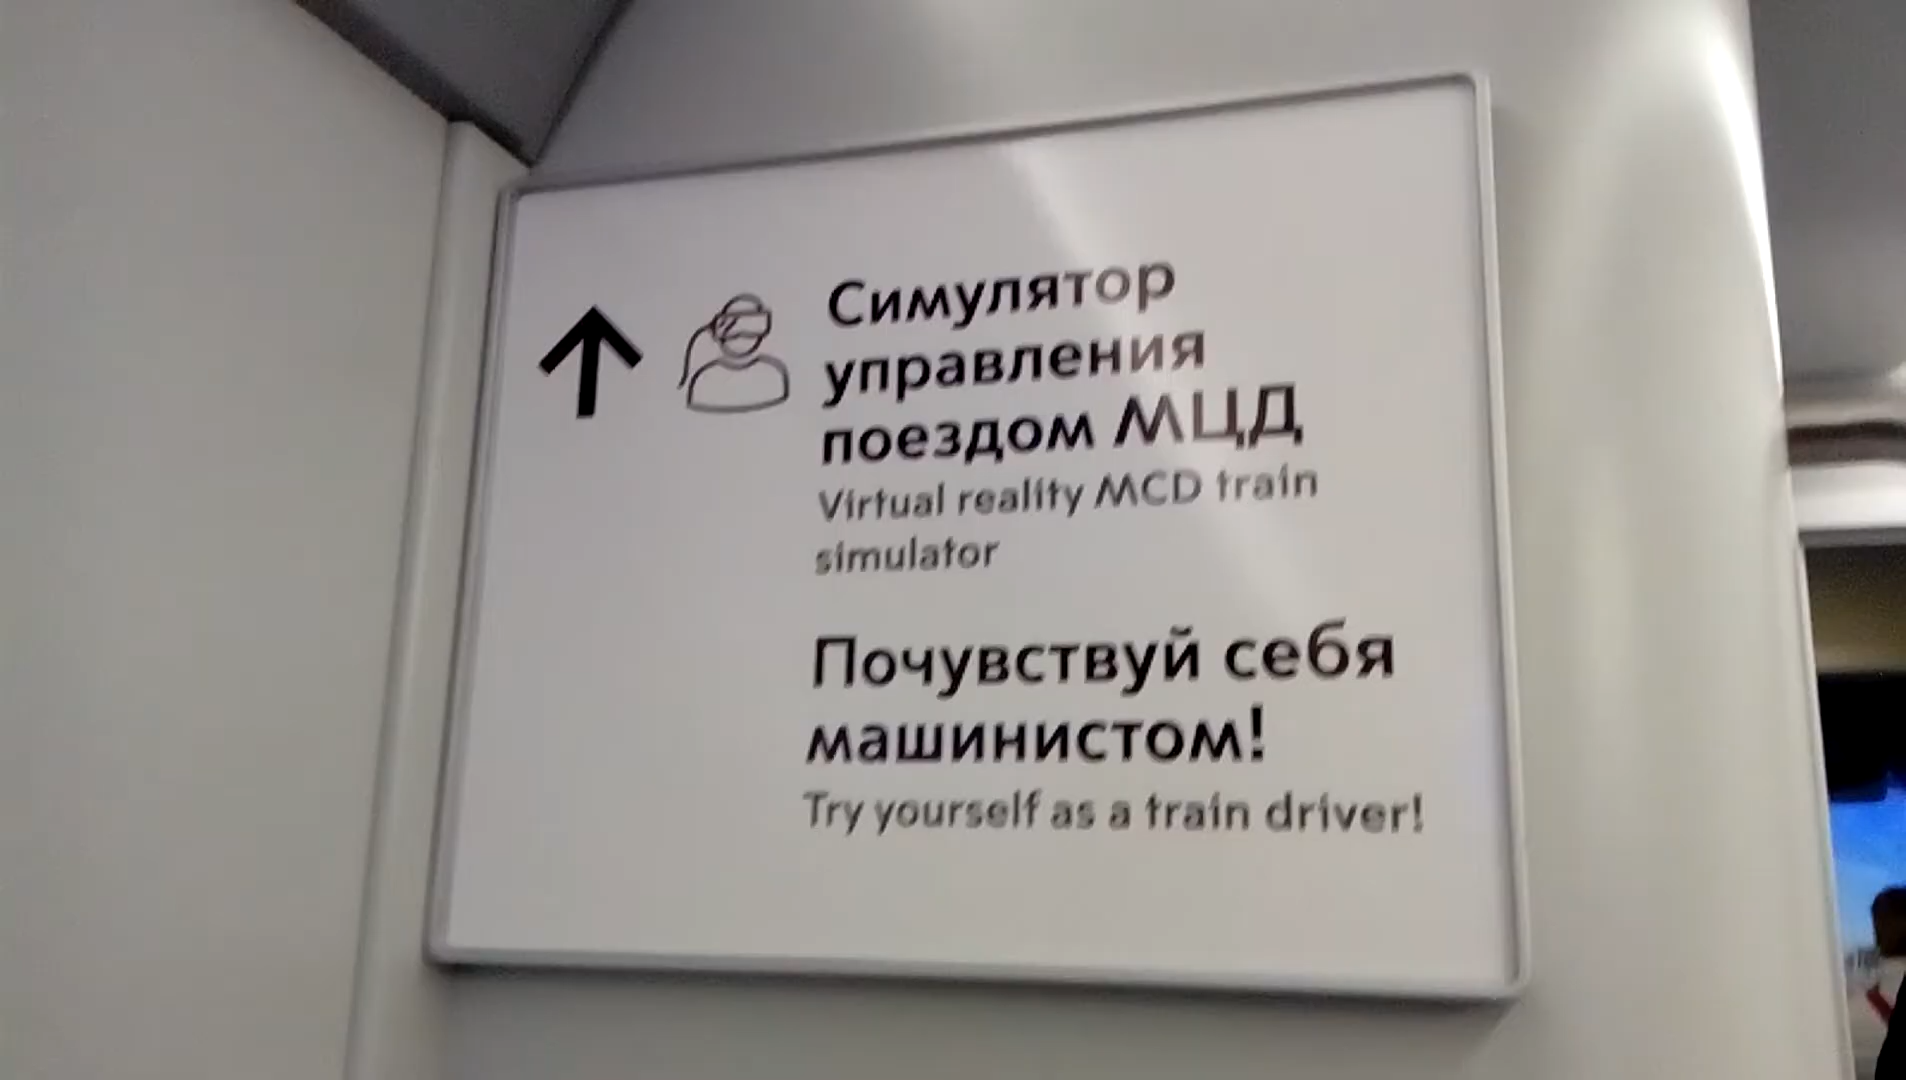 Симулятор
управления
поездом МЦД
Virtual reality MCD train
simulator
Почувствуй себя
машинистом!
Try yourself as a train driver!